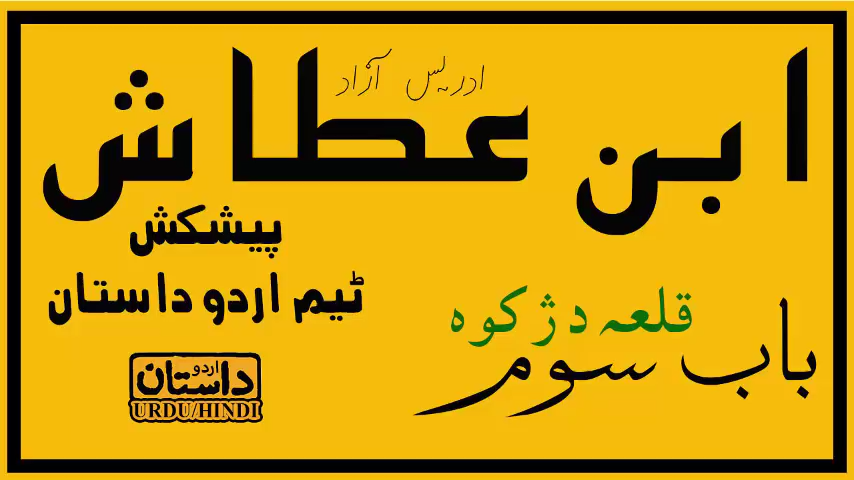 ادریس آزاد
ابن عطاش
پیشکش
ٹیم اردو داستان
قلعہ دژکوہ
باب سوم
اردو
داستان
URDU/HINDI